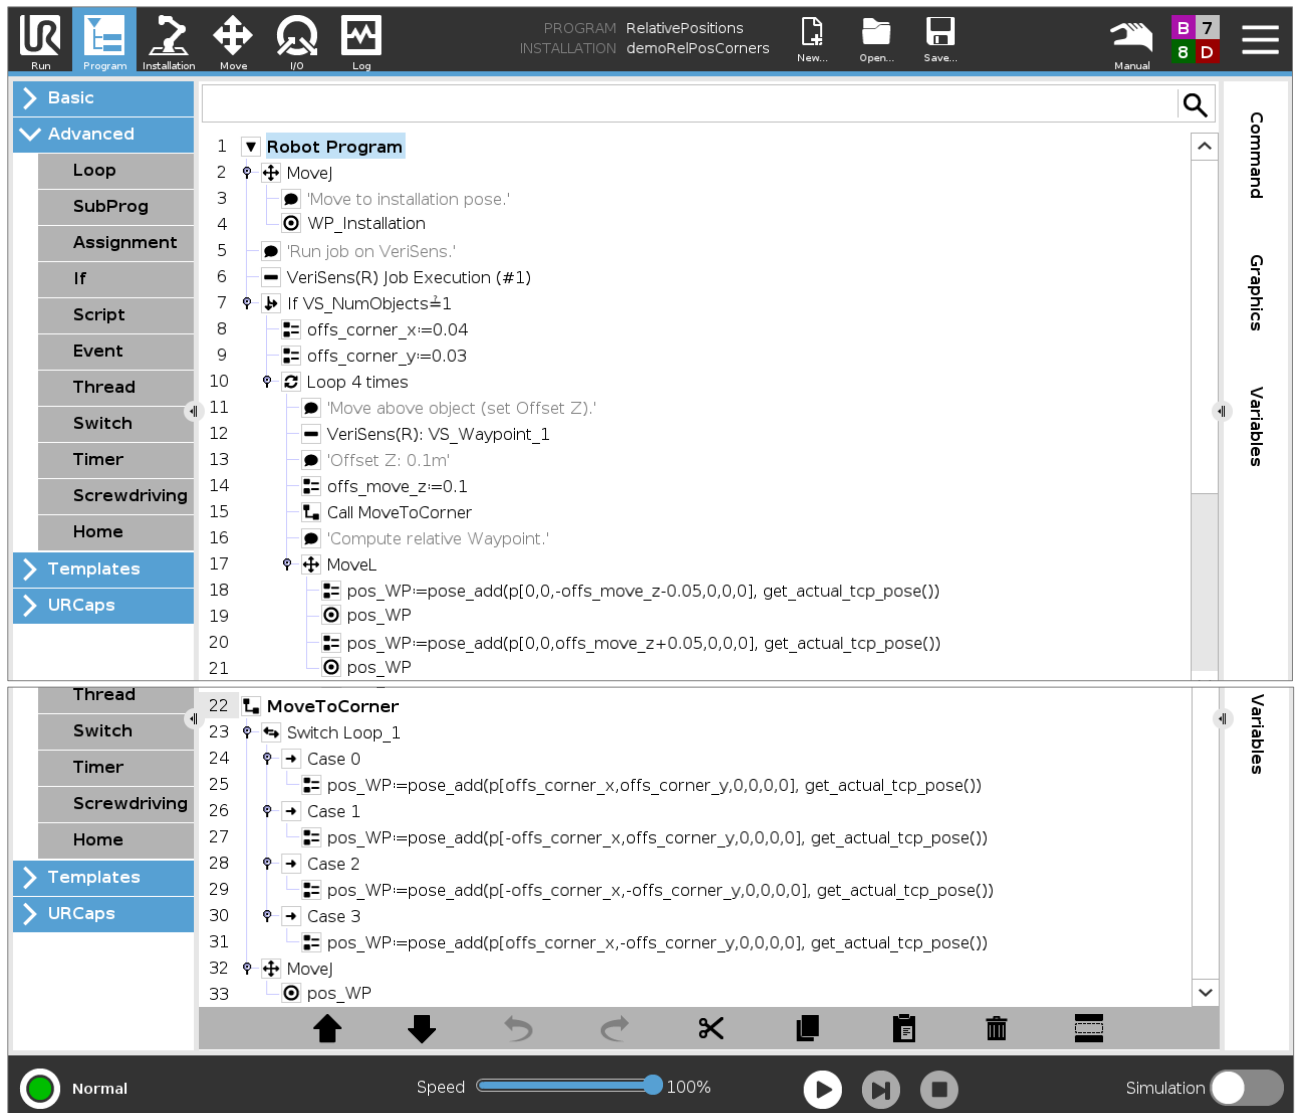 PROGRAM RelativePositions
INSTALLATION demoRelPosCorners
B 7
8 D
Run Program Installation Move I/O Log New... Open... Save... Manual
Basic
Advanced
Loop
SubProg
Assignment
If
Script
Event
Thread
Switch
Timer
Screwdriving
Home
Templates
URCaps
1 Robot Program
2 MoveJ
3 'Move to installation pose.'
4 WP_Installation
5 'Run job on VeriSens.'
6 VeriSens(R) Job Execution (#1)
7 If VS_NumObjects≟1
8 offs_corner_x≔0.04
9 offs_corner_y≔0.03
10 Loop 4 times
11 'Move above object (set Offset Z).'
12 VeriSens(R): VS_Waypoint_1
13 'Offset Z: 0.1m'
14 offs_move_z≔0.1
15 Call MoveToCorner
16 'Compute relative Waypoint.'
17 MoveL
18 pos_WP≔pose_add(p[0,0,-offs_move_z-0.05,0,0,0], get_actual_tcp_pose())
19 pos_WP
20 pos_WP≔pose_add(p[0,0,offs_move_z+0.05,0,0,0], get_actual_tcp_pose())
21 pos_WP
Command
Graphics
Variables
Thread
Switch
Timer
Screwdriving
Home
Templates
URCaps
22 MoveToCorner
23 Switch Loop_1
24 Case 0
25 pos_WP≔pose_add(p[offs_corner_x,offs_corner_y,0,0,0,0], get_actual_tcp_pose())
26 Case 1
27 pos_WP≔pose_add(p[-offs_corner_x,offs_corner_y,0,0,0,0], get_actual_tcp_pose())
28 Case 2
29 pos_WP≔pose_add(p[-offs_corner_x,-offs_corner_y,0,0,0,0], get_actual_tcp_pose())
30 Case 3
31 pos_WP≔pose_add(p[offs_corner_x,-offs_corner_y,0,0,0,0], get_actual_tcp_pose())
32 MoveJ
33 pos_WP
Variables
Normal
Speed 100%
Simulation